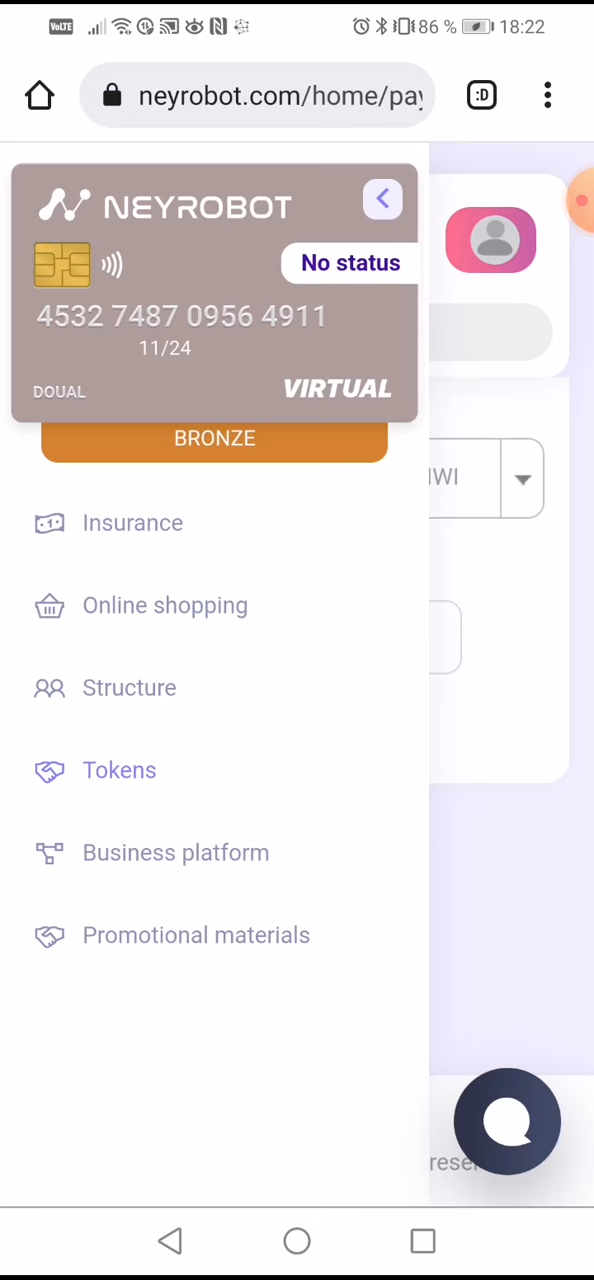 VoLTE 86 % 18:22
neyrobot.com/home/pay :D
NEYROBOT
No status
4532 7487 0956 4911
11/24
DOUAL VIRTUAL
BRONZE
IWI
Insurance
Online shopping
Structure
Tokens
Business platform
Promotional materials